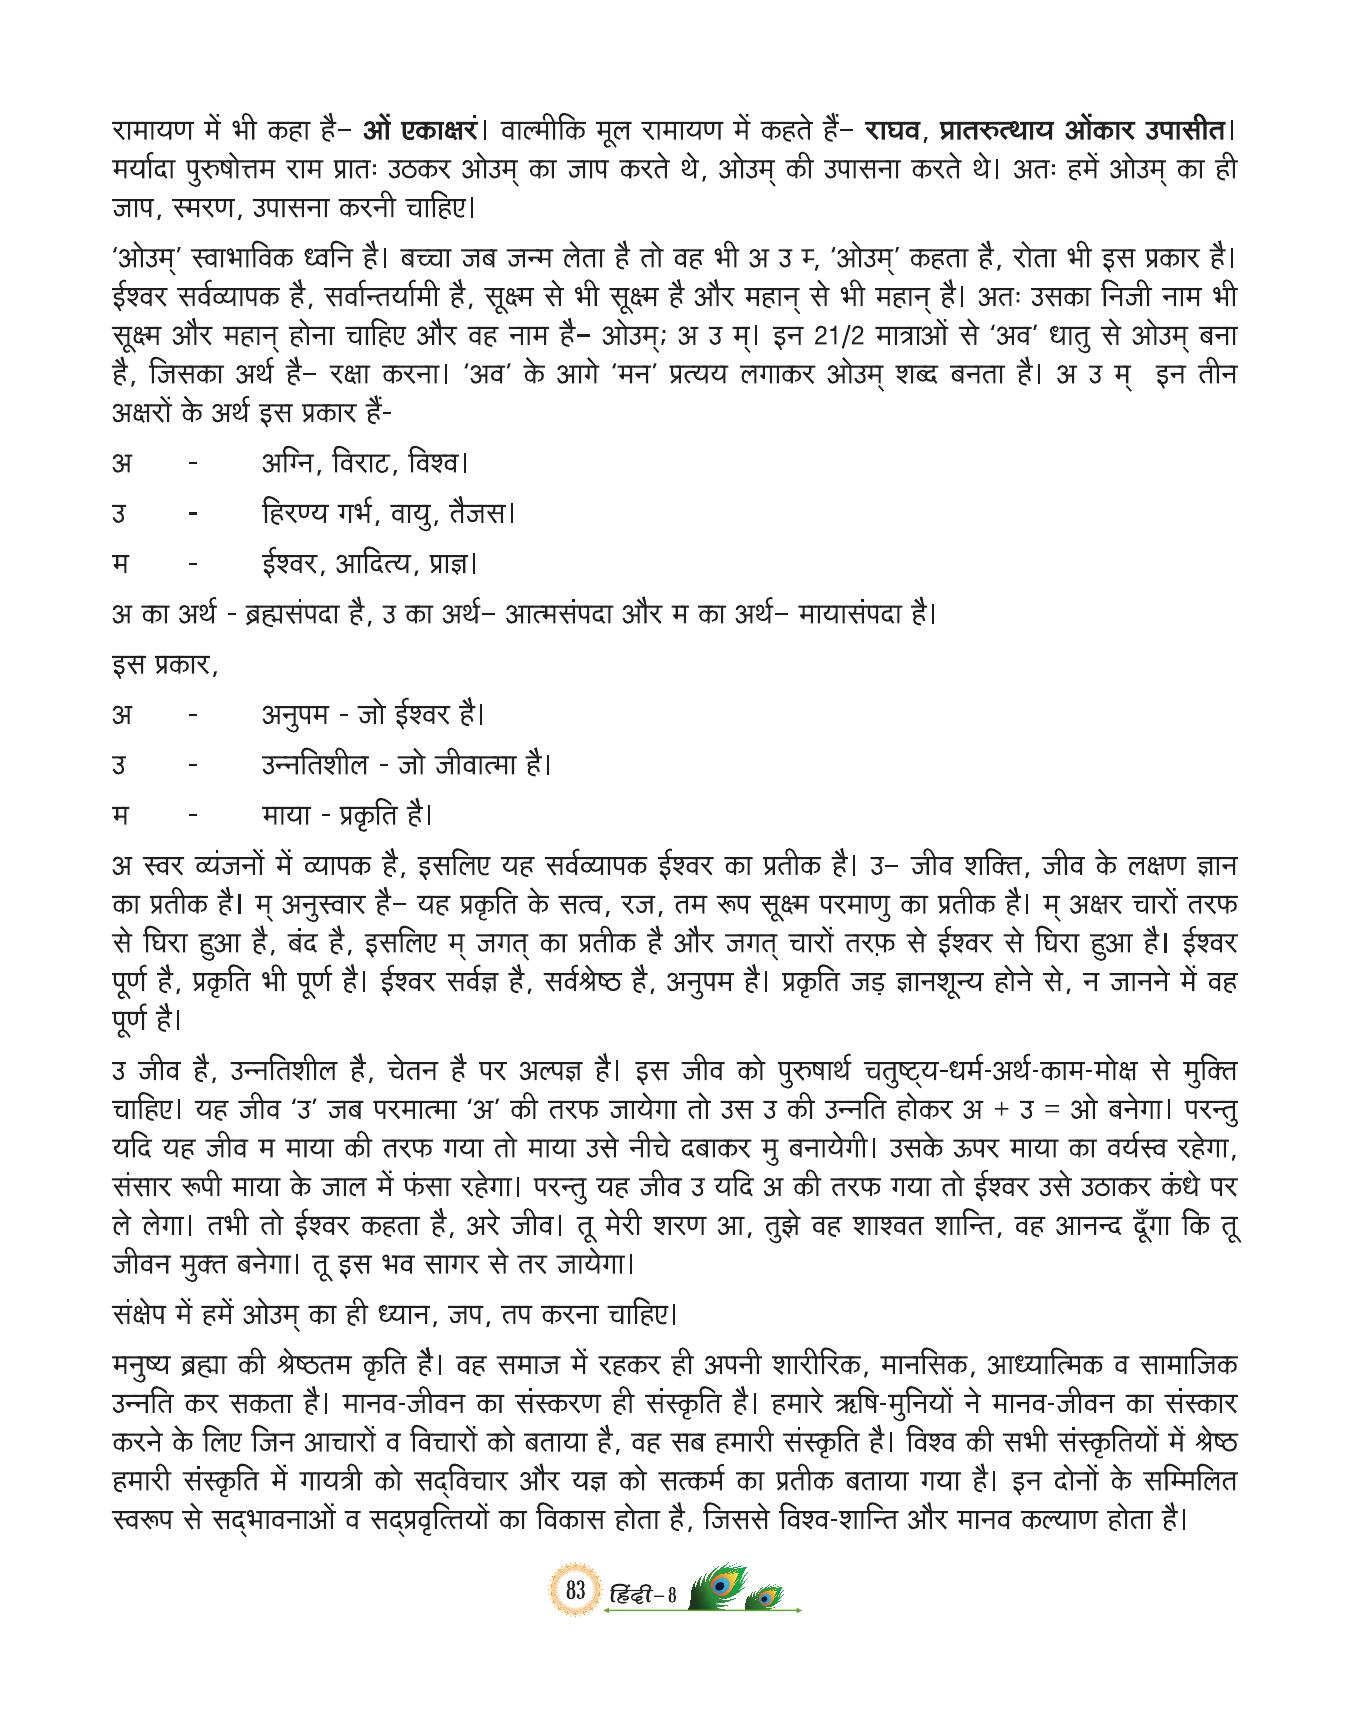 रामायण में भी कहा है– ओं एकाक्षरं। वाल्मीकि मूल रामायण में कहते हैं– राघव, प्रातरुत्थाय ओंकार उपासीत।
मर्यादा पुरुषोत्तम राम प्रातः उठकर ओउम् का जाप करते थे, ओउम् की उपासना करते थे। अतः हमें ओउम् का ही
जाप, स्मरण, उपासना करनी चाहिए।
‘ओउम्’ स्वाभाविक ध्वनि है। बच्चा जब जन्म लेता है तो वह भी अ उ म, ‘ओउम्’ कहता है, रोता भी इस प्रकार है।
ईश्वर सर्वव्यापक है, सर्वान्तर्यामी है, सूक्ष्म से भी सूक्ष्म है और महान् से भी महान् है। अतः उसका निजी नाम भी
सूक्ष्म और महान् होना चाहिए और वह नाम है– ओउम्; अ उ म्। इन 21/2 मात्राओं से ‘अव’ धातु से ओउम् बना
है, जिसका अर्थ है– रक्षा करना। ‘अव’ के आगे ‘मन’ प्रत्यय लगाकर ओउम् शब्द बनता है। अ उ म् इन तीन
अक्षरों के अर्थ इस प्रकार हैं-
अ - अग्नि, विराट, विश्व।
उ - हिरण्य गर्भ, वायु, तैजस।
म - ईश्वर, आदित्य, प्राज्ञ।
अ का अर्थ - ब्रह्मसंपदा है, उ का अर्थ– आत्मसंपदा और म का अर्थ– मायासंपदा है।
इस प्रकार,
अ - अनुपम - जो ईश्वर है।
उ - उन्नतिशील - जो जीवात्मा है।
म - माया - प्रकृति है।
अ स्वर व्यंजनों में व्यापक है, इसलिए यह सर्वव्यापक ईश्वर का प्रतीक है। उ– जीव शक्ति, जीव के लक्षण ज्ञान
का प्रतीक है। म् अनुस्वार है– यह प्रकृति के सत्व, रज, तम रूप सूक्ष्म परमाणु का प्रतीक है। म् अक्षर चारों तरफ
से घिरा हुआ है, बंद है, इसलिए म् जगत् का प्रतीक है और जगत् चारों तरफ़ से ईश्वर से घिरा हुआ है। ईश्वर
पूर्ण है, प्रकृति भी पूर्ण है। ईश्वर सर्वज्ञ है, सर्वश्रेष्ठ है, अनुपम है। प्रकृति जड़ ज्ञानशून्य होने से, न जानने में वह
पूर्ण है।
उ जीव है, उन्नतिशील है, चेतन है पर अल्पज्ञ है। इस जीव को पुरुषार्थ चतुष्ट्य-धर्म-अर्थ-काम-मोक्ष से मुक्ति
चाहिए। यह जीव ‘उ’ जब परमात्मा ‘अ’ की तरफ जायेगा तो उस उ की उन्नति होकर अ + उ = ओ बनेगा। परन्तु
यदि यह जीव म माया की तरफ गया तो माया उसे नीचे दबाकर मु बनायेगी। उसके ऊपर माया का वर्यस्व रहेगा,
संसार रूपी माया के जाल में फंसा रहेगा। परन्तु यह जीव उ यदि अ की तरफ गया तो ईश्वर उसे उठाकर कंधे पर
ले लेगा। तभी तो ईश्वर कहता है, अरे जीव। तू मेरी शरण आ, तुझे वह शाश्वत शान्ति, वह आनन्द दूँगा कि तू
जीवन मुक्त बनेगा। तू इस भव सागर से तर जायेगा।
संक्षेप में हमें ओउम् का ही ध्यान, जप, तप करना चाहिए।
मनुष्य ब्रह्मा की श्रेष्ठतम कृति है। वह समाज में रहकर ही अपनी शारीरिक, मानसिक, आध्यात्मिक व सामाजिक
उन्नति कर सकता है। मानव-जीवन का संस्करण ही संस्कृति है। हमारे ऋषि-मुनियों ने मानव-जीवन का संस्कार
करने के लिए जिन आचारों व विचारों को बताया है, वह सब हमारी संस्कृति है। विश्व की सभी संस्कृतियों में श्रेष्ठ
हमारी संस्कृति में गायत्री को सद्‌विचार और यज्ञ को सत्कर्म का प्रतीक बताया गया है। इन दोनों के सम्मिलित
स्वरूप से सद्‌भावनाओं व सद्‌प्रवृत्तियों का विकास होता है, जिससे विश्व-शान्ति और मानव कल्याण होता है।
83 हिंदी–8